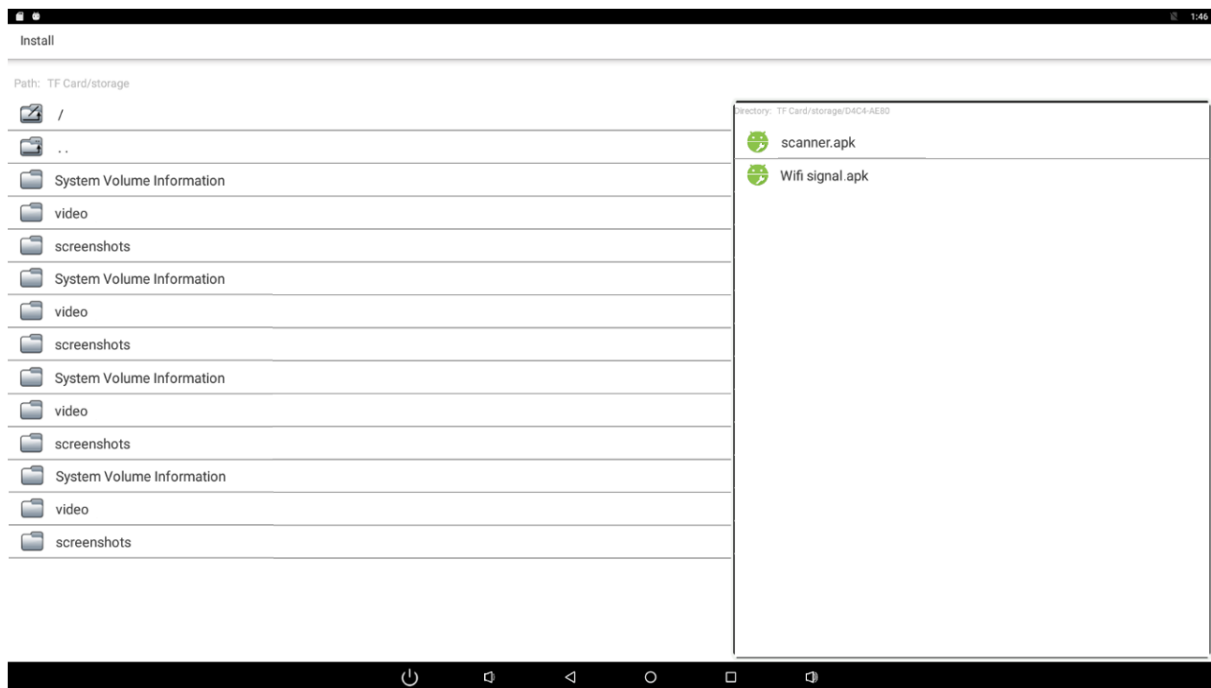 1:46
Install
Path: TF Card/storage
/
..
System Volume Information
video
screenshots
System Volume Information
video
screenshots
System Volume Information
video
screenshots
System Volume Information
video
screenshots
Directory: TF Card/storage/D4C4-AE80
scanner.apk
Wifi signal.apk